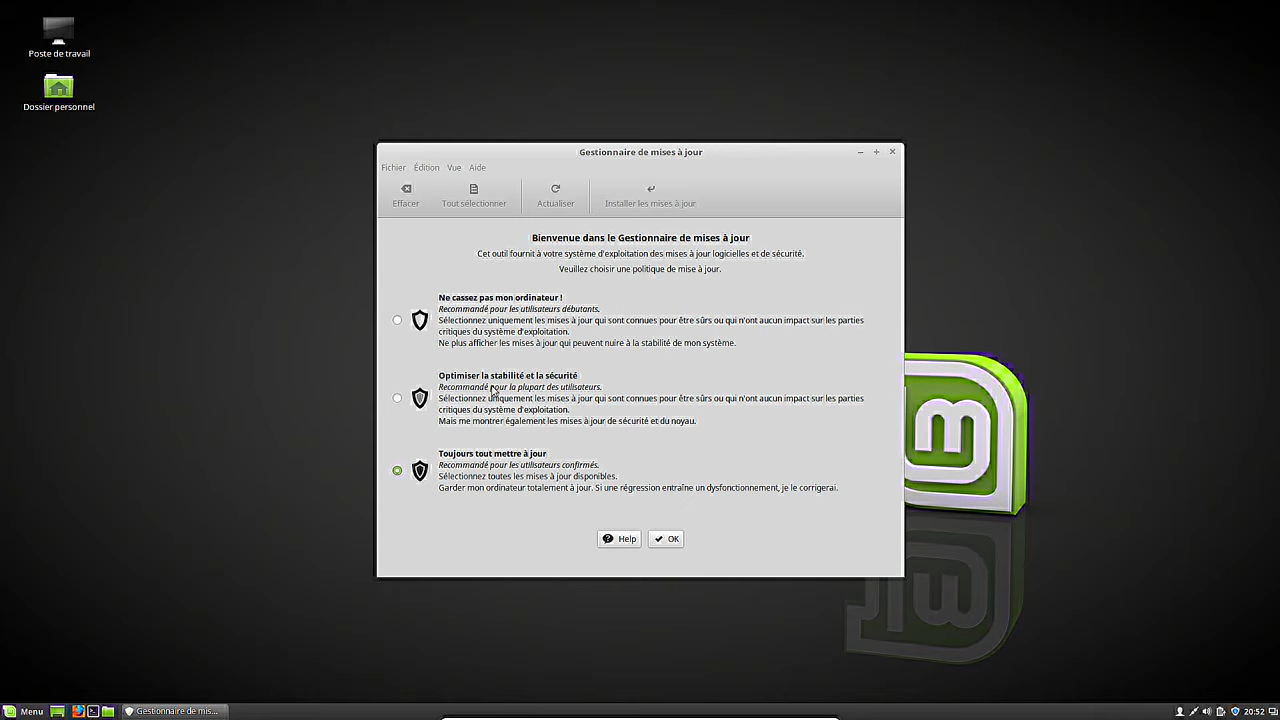 Poste de travail
Dossier personnel
Gestionnaire de mises à jour
Fichier Édition Vue Aide
Effacer Tout sélectionner Actualiser Installer les mises à jour
Bienvenue dans le Gestionnaire de mises à jour
Cet outil fournit à votre système d'exploitation des mises à jour logicielles et de sécurité.
Veuillez choisir une politique de mise à jour.
Ne cassez pas mon ordinateur !
Recommandé pour les utilisateurs débutants.
Sélectionnez uniquement les mises à jour qui sont connues pour être sûrs ou qui n'ont aucun impact sur les parties
critiques du système d'exploitation.
Ne plus afficher les mises à jour qui peuvent nuire à la stabilité de mon système.
Optimiser la stabilité et la sécurité
Recommandé pour la plupart des utilisateurs.
Sélectionnez uniquement les mises à jour qui sont connues pour être sûrs ou qui n'ont aucun impact sur les parties
critiques du système d'exploitation.
Mais me montrer également les mises à jour de sécurité et du noyau.
Toujours tout mettre à jour
Recommandé pour les utilisateurs confirmés.
Sélectionnez toutes les mises à jour disponibles.
Garder mon ordinateur totalement à jour. Si une régression entraîne un dysfonctionnement, je le corrigerai.
Help OK
Menu Gestionnaire de mis... 20:52